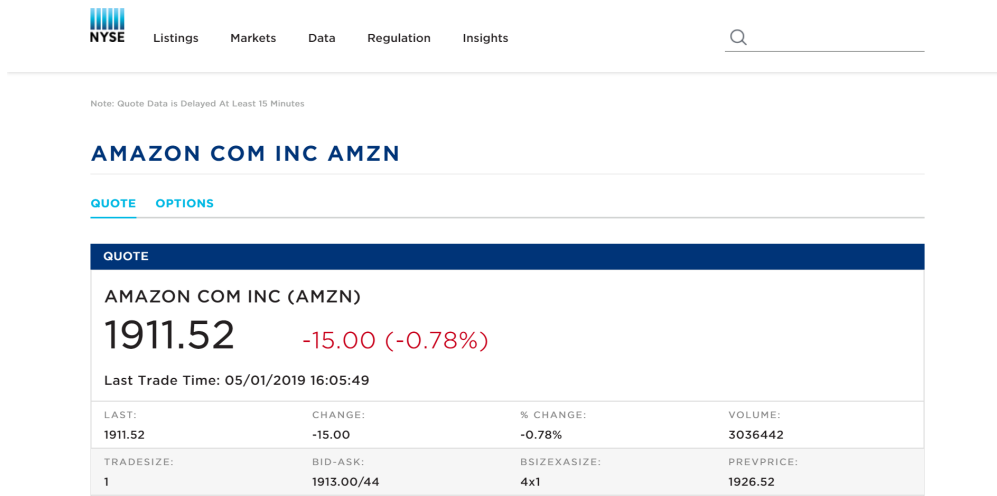 NYSE Listings Markets Data Regulation Insights
Note: Quote Data is Delayed At Least 15 Minutes
AMAZON COM INC AMZN
QUOTE OPTIONS
QUOTE
AMAZON COM INC (AMZN)
1911.52 -15.00 (-0.78%)
Last Trade Time: 05/01/2019 16:05:49
LAST: CHANGE: % CHANGE: VOLUME:
1911.52 -15.00 -0.78% 3036442
TRADESIZE: BID-ASK: BSIZEXASIZE: PREVPRICE:
1 1913.00/44 4x1 1926.52